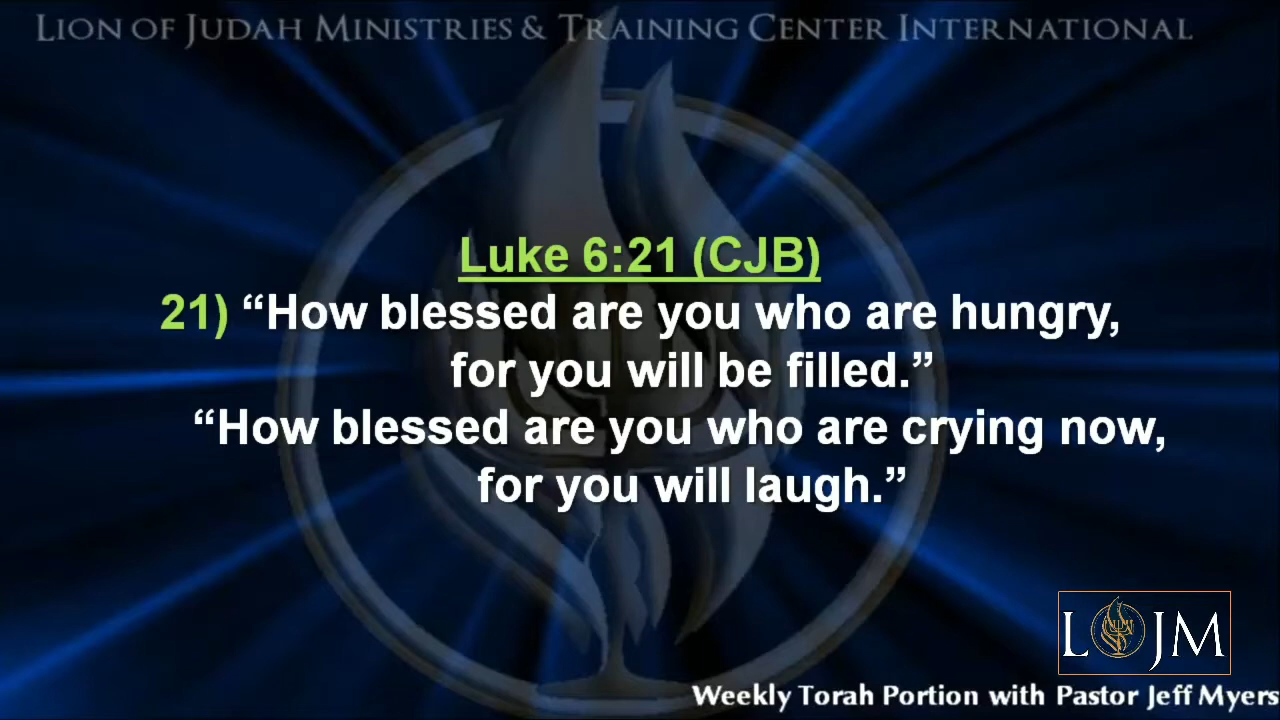 LION OF JUDAH MINISTRIES & TRAINING CENTER INTERNATIONAL
Luke 6:21 (CJB)
21) “How blessed are you who are hungry,
for you will be filled.”
“How blessed are you who are crying now,
for you will laugh.”
L JM
Weekly Torah Portion with Pastor Jeff Myers